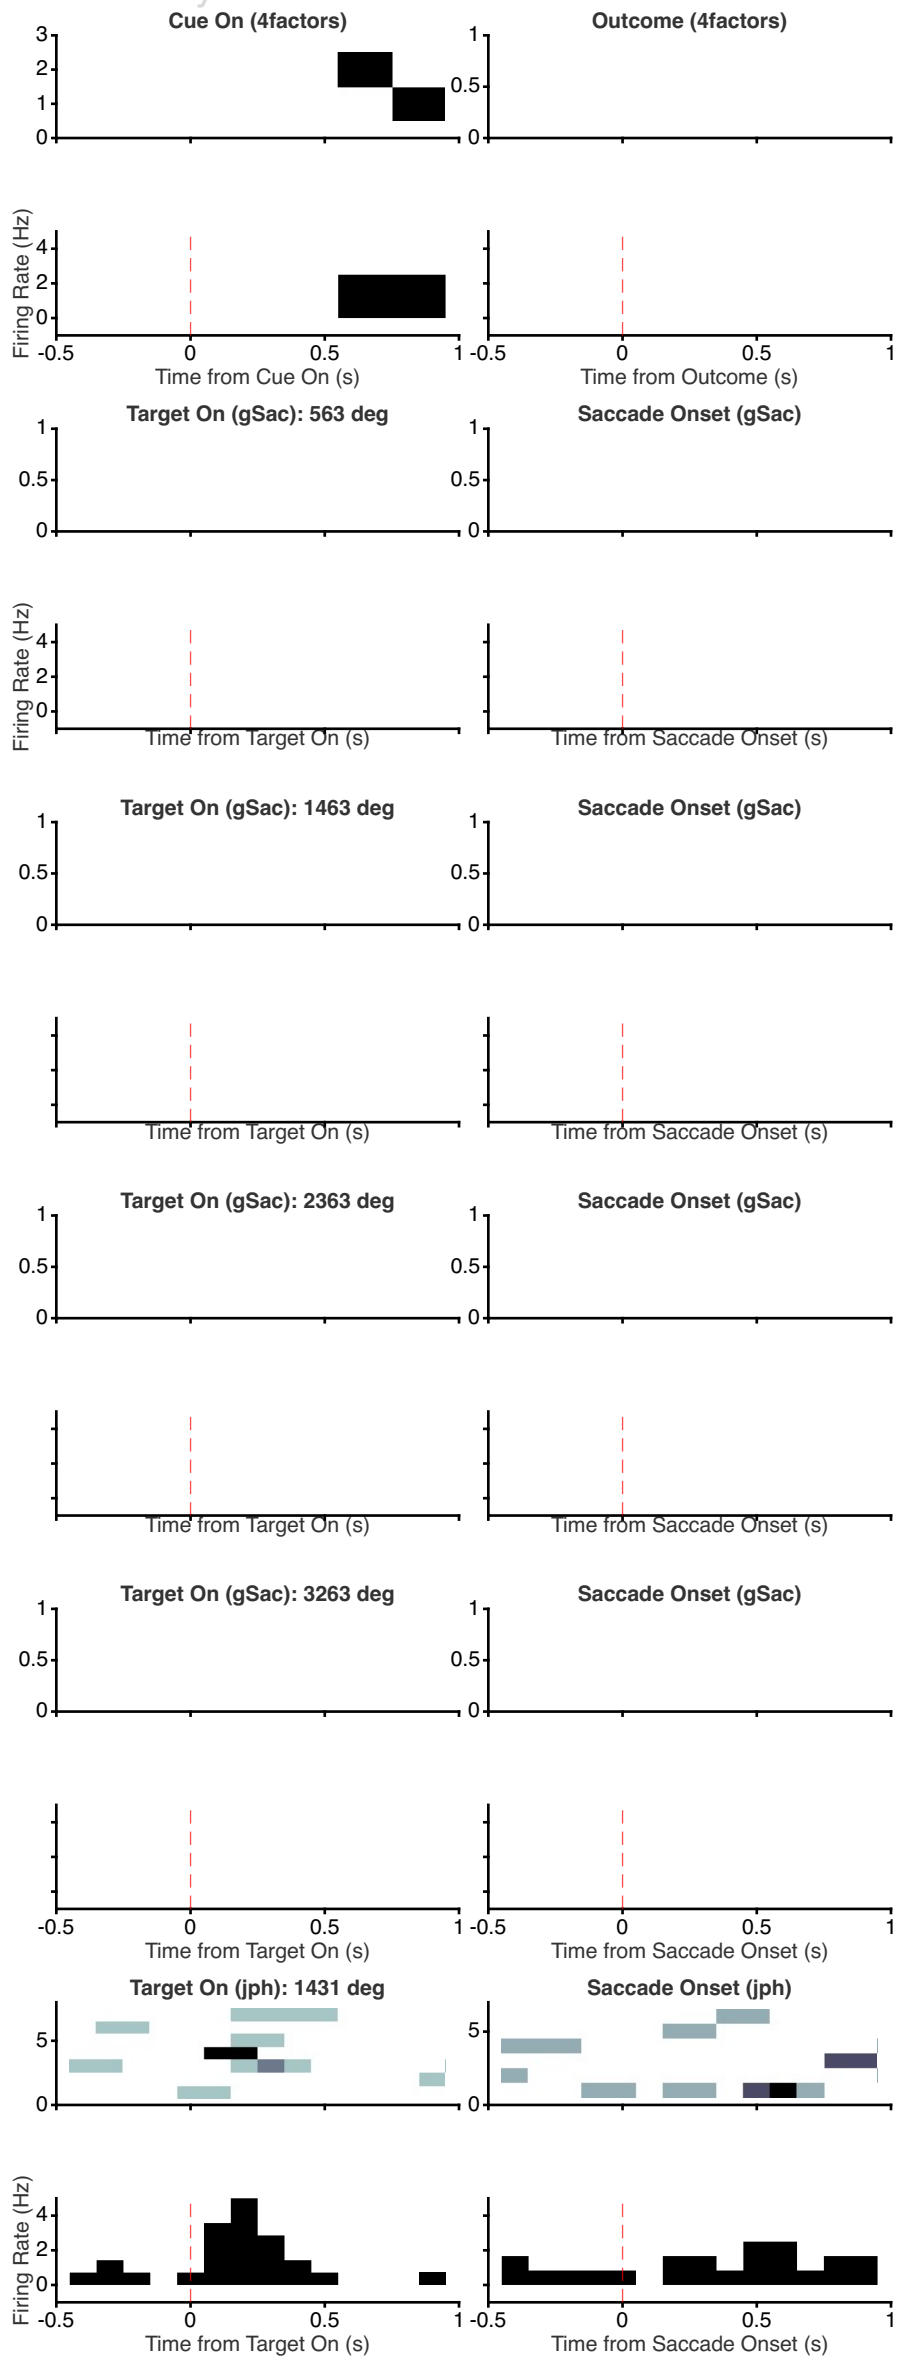 Cue On (4factors) Outcome (4factors)
3 1
2
1 0.5
0 0
Firing Rate (Hz)
4
2
0
-0.5 0 0.5 1 -0.5 0 0.5 1
Time from Cue On (s) Time from Outcome (s)
Target On (gSac): 563 deg Saccade Onset (gSac)
1 1
0.5 0.5
0 0
Firing Rate (Hz)
4
2
0
Time from Target On (s) Time from Saccade Onset (s)
Target On (gSac): 1463 deg Saccade Onset (gSac)
1 1
0.5 0.5
0 0
Time from Target On (s) Time from Saccade Onset (s)
Target On (gSac): 2363 deg Saccade Onset (gSac)
1 1
0.5 0.5
0 0
Time from Target On (s) Time from Saccade Onset (s)
Target On (gSac): 3263 deg Saccade Onset (gSac)
1 1
0.5 0.5
0 0
-0.5 0 0.5 1 -0.5 0 0.5 1
Time from Target On (s) Time from Saccade Onset (s)
Target On (jph): 1431 deg Saccade Onset (jph)
5 5
0 0
Firing Rate (Hz)
4
2
0
-0.5 0 0.5 1 -0.5 0 0.5 1
Time from Target On (s) Time from Saccade Onset (s)